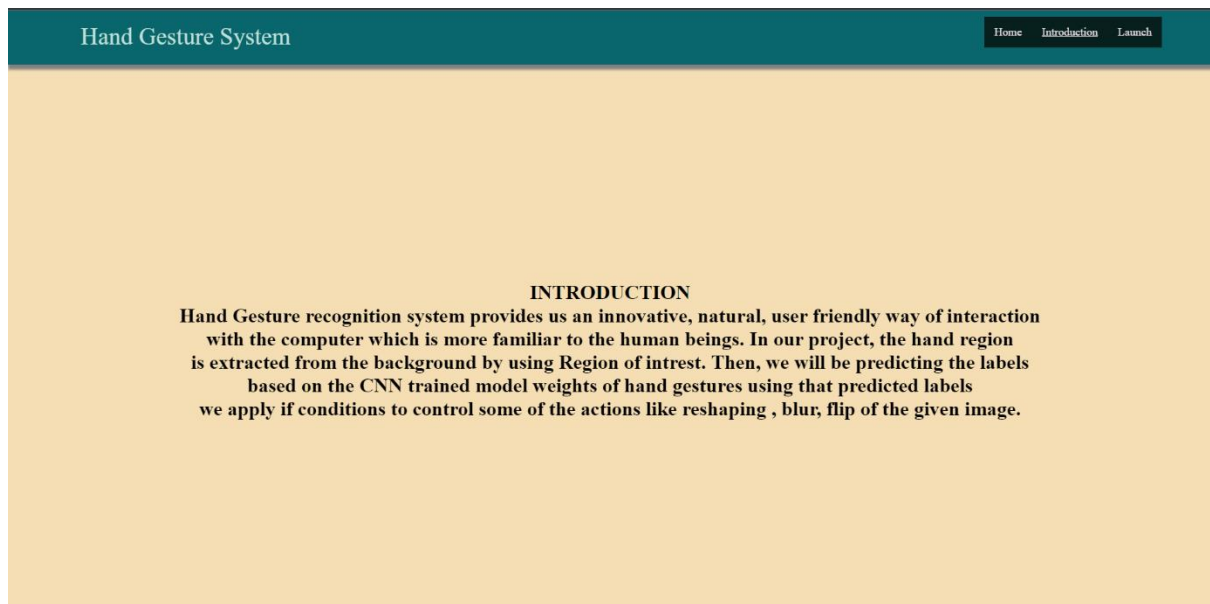 Hand Gesture System
Home Introduction Launch
INTRODUCTION
Hand Gesture recognition system provides us an innovative, natural, user friendly way of interaction
with the computer which is more familiar to the human beings. In our project, the hand region
is extracted from the background by using Region of intrest. Then, we will be predicting the labels
based on the CNN trained model weights of hand gestures using that predicted labels
we apply if conditions to control some of the actions like reshaping , blur, flip of the given image.